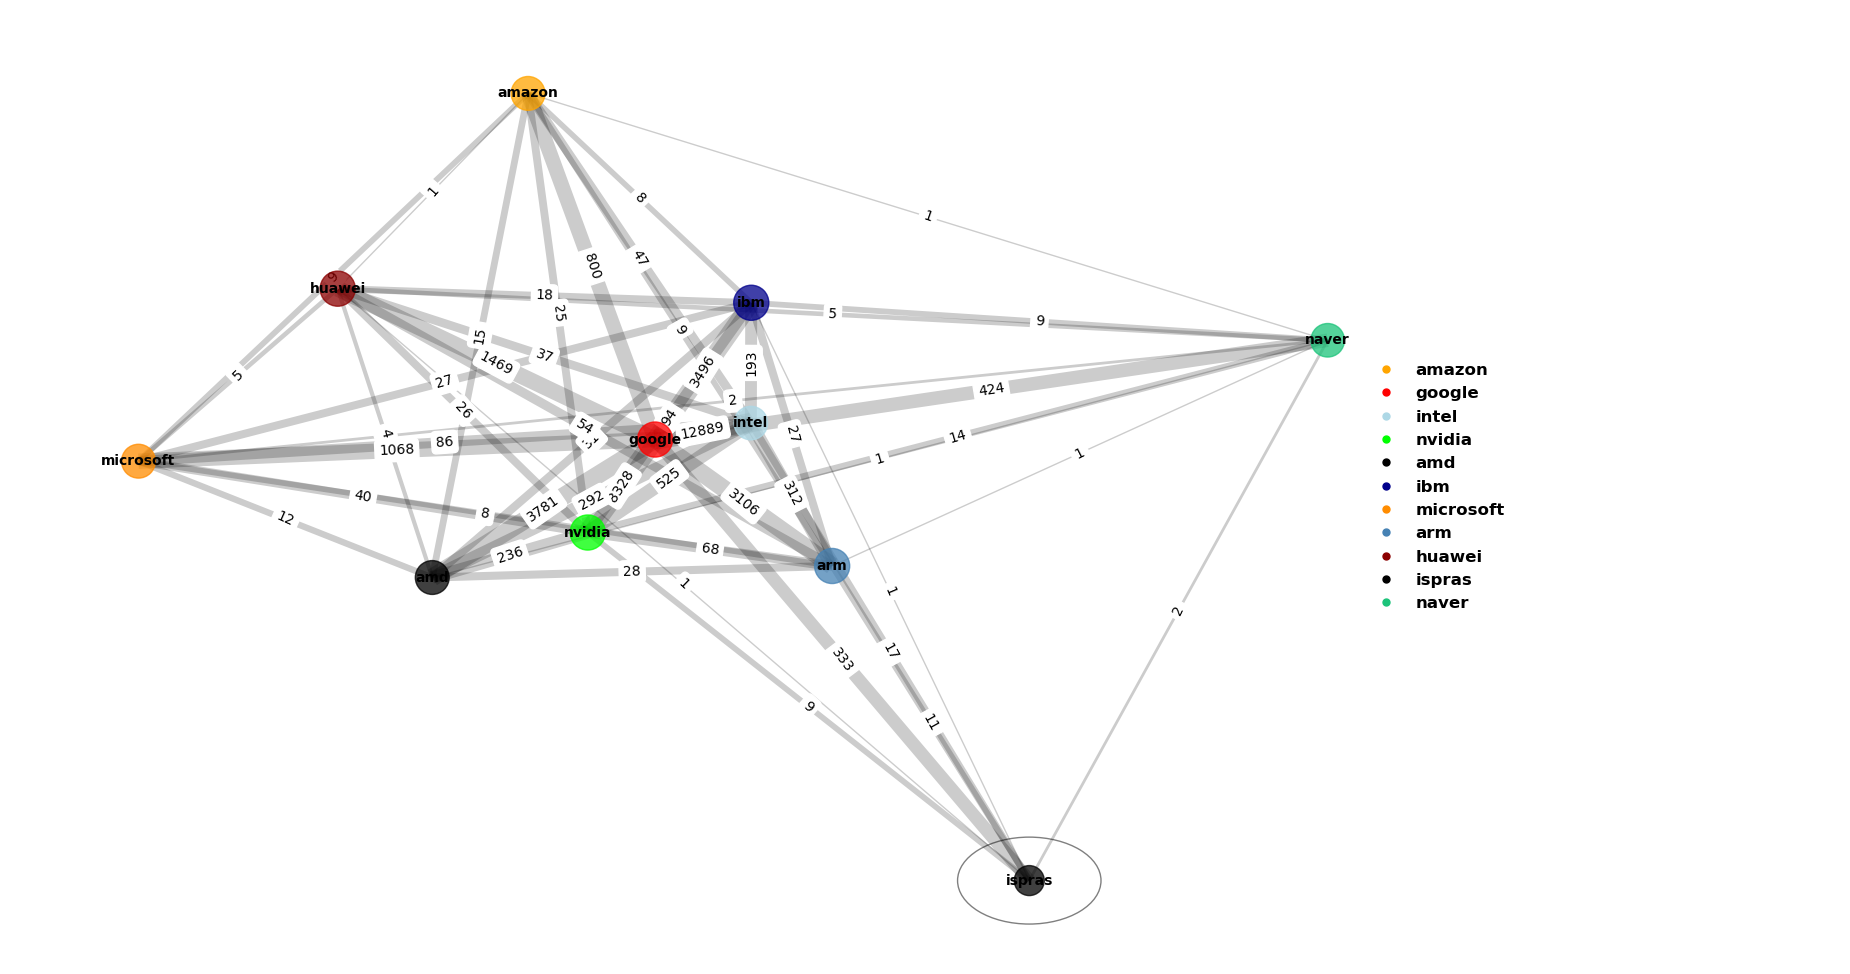 amazon
1
8
1
47
800
9
huawei
18
25
ibm
5
9
9
15
naver
1469
37
193
3496
5
27
2
424
26
94
54
intel
4
27
14
12889
google
86
1068
1
1
microsoft
525
292
8328
312
3106
40
3781
8
12
nvidia
68
236
arm
28
amd
1
1
2
17
333
9
11
ispras
amazon
google
intel
nvidia
amd
ibm
microsoft
arm
huawei
ispras
naver